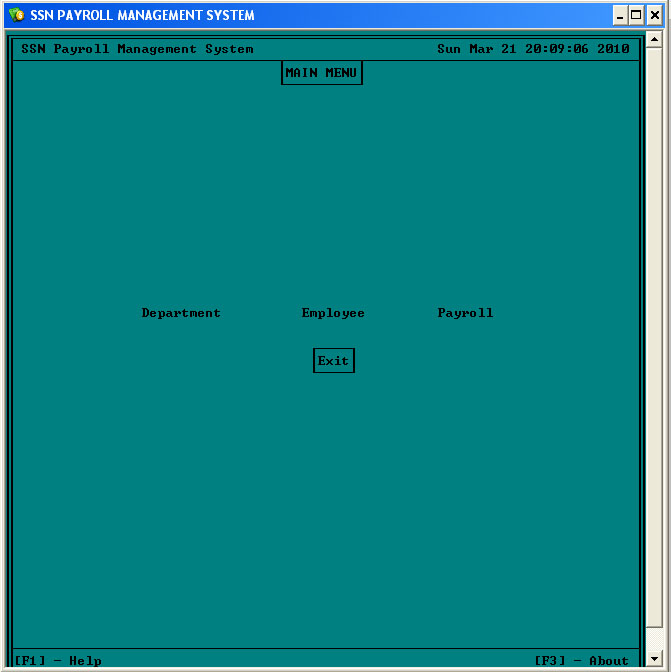 SSN PAYROLL MANAGEMENT SYSTEM
SSN Payroll Management System Sun Mar 21 20:09:06 2010
MAIN MENU
Department Employee Payroll
Exit
[F1] - Help [F3] - About